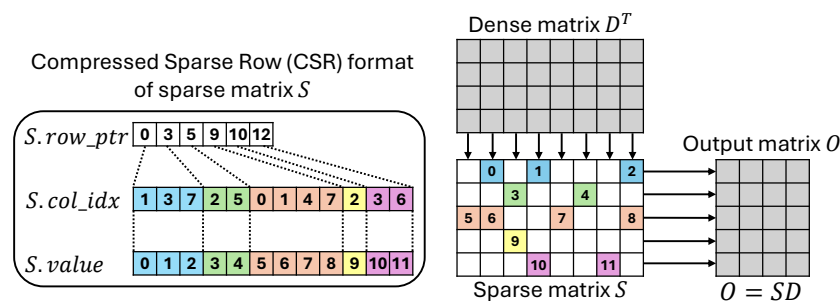 Compressed Sparse Row (CSR) format
of sparse matrix S
S.row_ptr 0 3 5 9 10 12
S.col_idx 1 3 7 2 5 0 1 4 7 2 3 6
S.value 0 1 2 3 4 5 6 7 8 9 10 11
Dense matrix D^T
0 1 2
3 4
5 6 7 8
9
10 11
Sparse matrix S
Output matrix O
O = SD